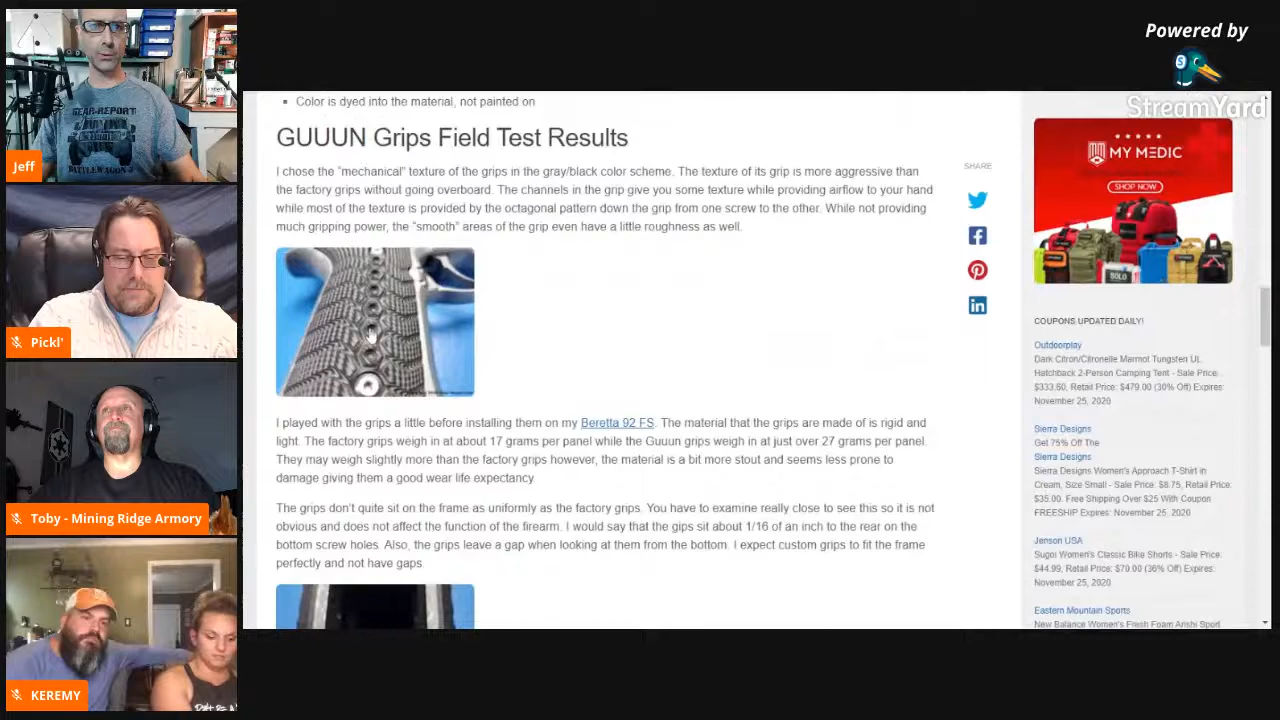 Powered by
StreamYard
GEAR-REPORT
Jeff
Pickl'
Toby - Mining Ridge Armory
KEREMY
Color is dyed into the material, not painted on
GUUUN Grips Field Test Results
I chose the "mechanical" texture of the grips in the gray/black color scheme. The texture of its grip is more aggressive than
the factory grips without going overboard. The channels in the grip give you some texture while providing airflow to your hand
while most of the texture is provided by the octagonal pattern down the grip from one screw to the other. While not providing
much gripping power, the "smooth" areas of the grip even have a little roughness as well.
I played with the grips a little before installing them on my Beretta 92 FS. The material that the grips are made of is rigid and
light. The factory grips weigh in at about 17 grams per panel while the Guuun grips weigh in at just over 27 grams per panel.
They may weigh slightly more than the factory grips however, the material is a bit more stout and seems less prone to
damage giving them a good wear life expectancy.
The grips don't quite sit on the frame as uniformly as the factory grips. You have to examine really close to see this so it is not
obvious and does not affect the function of the firearm. I would say that the gips sit about 1/16 of an inch to the rear on the
bottom screw holes. Also, the grips leave a gap when looking at them from the bottom. I expect custom grips to fit the frame
perfectly and not have gaps.
SHARE
MY MEDIC
SHOP NOW
SOLO
COUPONS UPDATED DAILY!
Outdoorplay
Dark Citron/Citronelle Marmot Tungsten UL
Hatchback 2-Person Camping Tent - Sale Price:
$333.60, Retail Price: $479.00 (30% Off) Expires:
November 25, 2020
Sierra Designs
Get 75% Off The
Sierra Designs
Sierra Designs Women's Approach T-Shirt in
Cream, Size Small - Sale Price: $8.75, Retail Price:
$35.00. Free Shipping Over $25 With Coupon
FREESHIP Expires: November 25, 2020
Jenson USA
Sugoi Women's Classic Bike Shorts - Sale Price:
$44.99, Retail Price: $70.00 (36% Off) Expires:
November 25, 2020
Eastern Mountain Sports
New Balance Women's Fresh Foam Arishi Sport